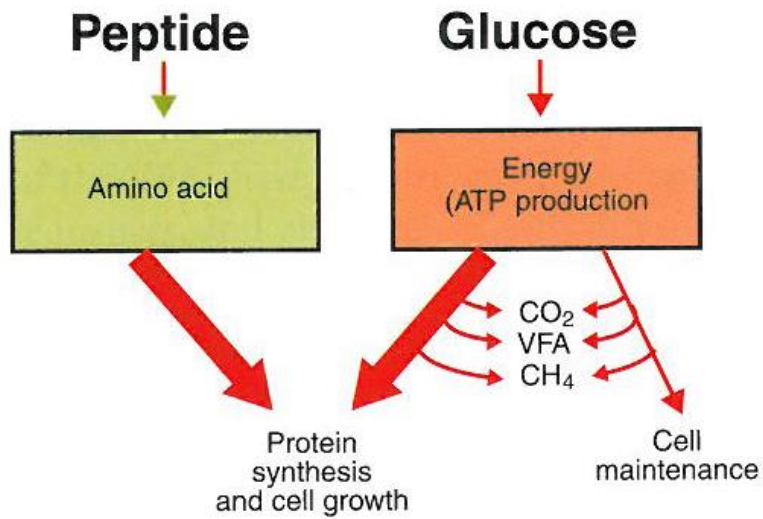 Peptide
Glucose
Amino acid
Energy
(ATP production
CO₂
VFA
CH₄
Protein
synthesis
and cell growth
Cell
maintenance